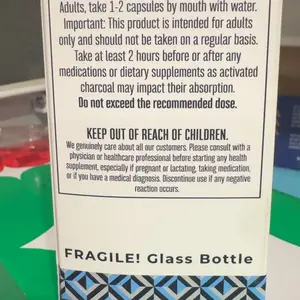 Adults, take 1-2 capsules by mouth with water.
Important: This product is intended for adults
only and should not be taken on a regular basis.
Take at least 2 hours before or after any
medications or dietary supplements as activated
charcoal may impact their absorption.
Do not exceed the recommended dose.
KEEP OUT OF REACH OF CHILDREN.
We genuinely care about all our customers. Please consult with a
physician or healthcare professional before starting any health
supplement, especially if pregnant or lactating, taking medication,
or if you have a medical diagnosis. Discontinue use if any negative
reaction occurs.
FRAGILE! Glass Bottle